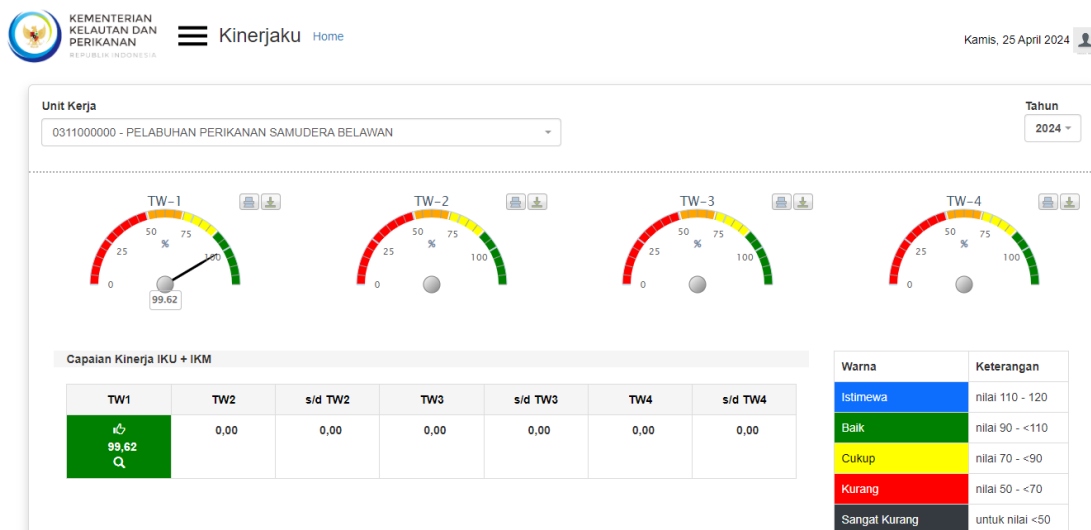 KEMENTERIAN
KELAUTAN DAN
PERIKANAN
REPUBLIK INDONESIA
Kinerjaku Home
Kamis, 25 April 2024
Unit Kerja
Tahun
0311000000 - PELABUHAN PERIKANAN SAMUDERA BELAWAN
2024
TW-1
0 25 50 75 100
%
99.62
TW-2
0 25 50 75 100
%
TW-3
0 25 50 75 100
%
TW-4
0 25 50 75 100
%
Capaian Kinerja IKU + IKM
TW1 TW2 s/d TW2 TW3 s/d TW3 TW4 s/d TW4
99,62 0,00 0,00 0,00 0,00 0,00 0,00
Warna Keterangan
Istimewa nilai 110 - 120
Baik nilai 90 - <110
Cukup nilai 70 - <90
Kurang nilai 50 - <70
Sangat Kurang untuk nilai <50